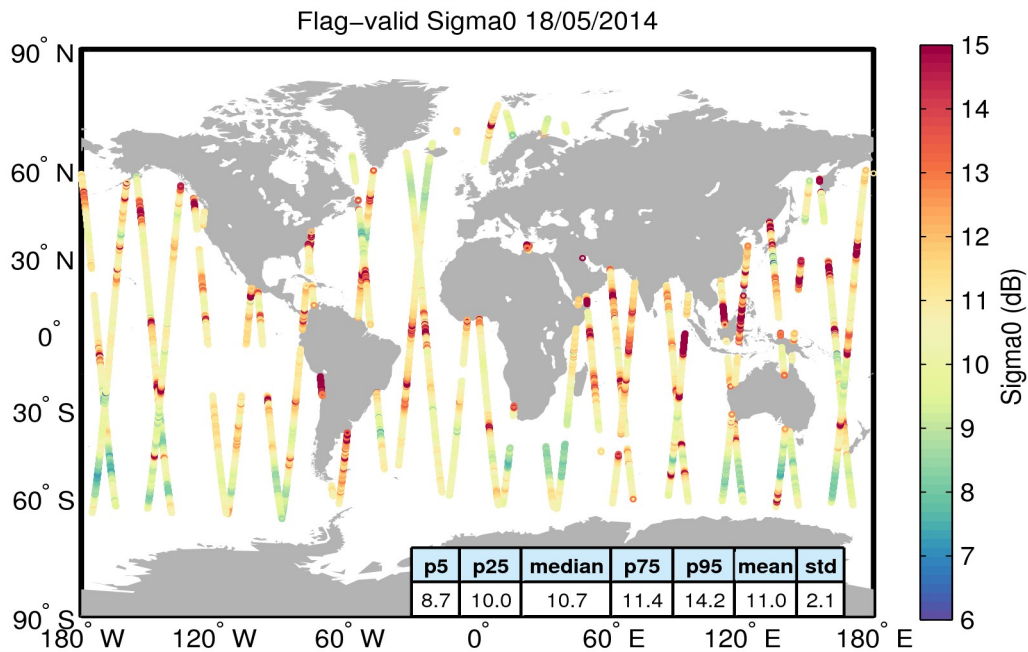 Flag−valid Sigma0 18/05/2014
90° N
60° N
30° N
0°
30° S
60° S
90° S
180° W
120° W
60° W
0°
60° E
120° E
180° E
p5 p25 median p75 p95 mean std
8.7 10.0 10.7 11.4 14.2 11.0 2.1
15
14
13
12
11
10
9
8
7
6
Sigma0 (dB)